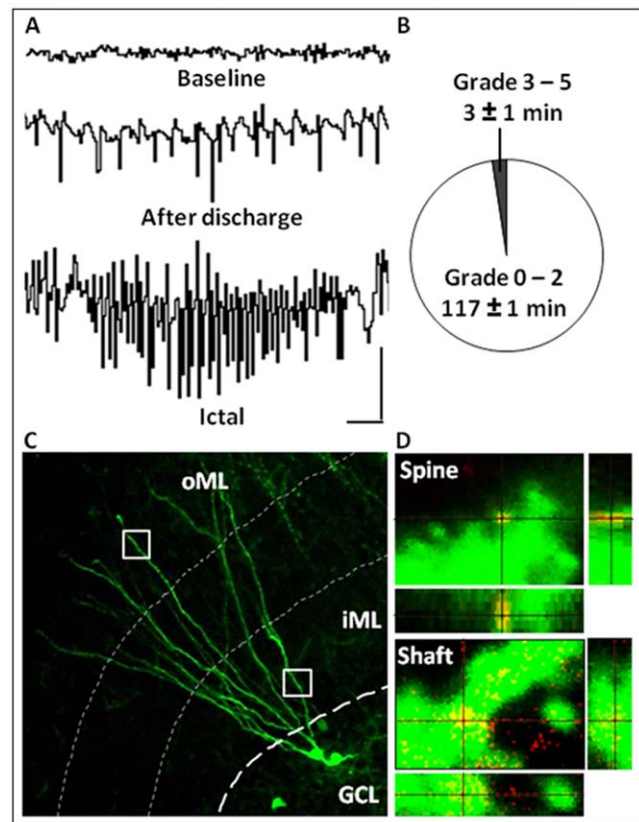 A
Baseline
After discharge
Ictal
B
Grade 3 – 5
3 ± 1 min
Grade 0 – 2
117 ± 1 min
C
oML
iML
GCL
D
Spine
Shaft